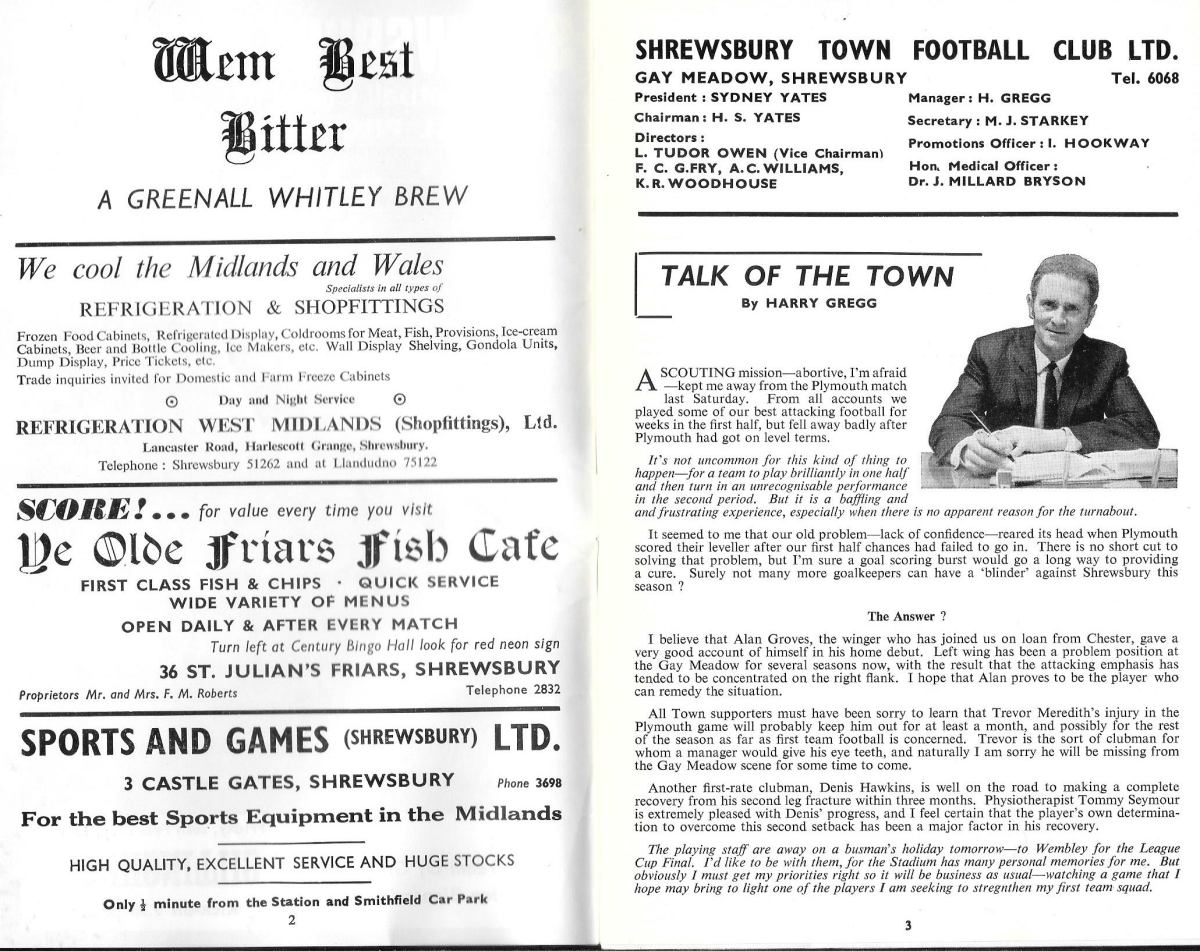 Wem Best
Bitter
A GREENALL WHITLEY BREW
We cool the Midlands and Wales
Specialists in all types of
REFRIGERATION & SHOPFITTINGS
Frozen Food Cabinets, Refrigerated Display, Coldrooms for Meat, Fish, Provisions, Ice-cream
Cabinets, Beer and Bottle Cooling, Ice Makers, etc. Wall Display Shelving, Gondola Units,
Dump Display, Price Tickets, etc.
Trade inquiries invited for Domestic and Farm Freeze Cabinets
Day and Night Service
REFRIGERATION WEST MIDLANDS (Shopfittings), Ltd.
Lancaster Road, Harlescott Grange, Shrewsbury.
Telephone : Shrewsbury 51262 and at Llandudno 75122
SCORE!... for value every time you visit
Ye Olde Friars Fish Cafe
FIRST CLASS FISH & CHIPS · QUICK SERVICE
WIDE VARIETY OF MENUS
OPEN DAILY & AFTER EVERY MATCH
Turn left at Century Bingo Hall look for red neon sign
36 ST. JULIAN'S FRIARS, SHREWSBURY
Proprietors Mr. and Mrs. F. M. Roberts Telephone 2832
SPORTS AND GAMES (SHREWSBURY) LTD.
3 CASTLE GATES, SHREWSBURY Phone 3698
For the best Sports Equipment in the Midlands
HIGH QUALITY, EXCELLENT SERVICE AND HUGE STOCKS
Only ½ minute from the Station and Smithfield Car Park
2
SHREWSBURY TOWN FOOTBALL CLUB LTD.
GAY MEADOW, SHREWSBURY Tel. 6068
President : SYDNEY YATES
Chairman : H. S. YATES
Directors :
L. TUDOR OWEN (Vice Chairman)
F. C. G.FRY, A.C. WILLIAMS,
K.R. WOODHOUSE
Manager : H. GREGG
Secretary : M. J. STARKEY
Promotions Officer : I. HOOKWAY
Hon. Medical Officer :
Dr. J. MILLARD BRYSON
TALK OF THE TOWN
By HARRY GREGG
A SCOUTING mission—abortive, I'm afraid
—kept me away from the Plymouth match
last Saturday. From all accounts we
played some of our best attacking football for
weeks in the first half, but fell away badly after
Plymouth had got on level terms.
It's not uncommon for this kind of thing to
happen—for a team to play brilliantly in one half
and then turn in an unrecognisable performance
in the second period. But it is a baffling and
and frustrating experience, especially when there is no apparent reason for the turnabout.
It seemed to me that our old problem—lack of confidence—reared its head when Plymouth
scored their leveller after our first half chances had failed to go in. There is no short cut to
solving that problem, but I'm sure a goal scoring burst would go a long way to providing
a cure. Surely not many more goalkeepers can have a 'blinder' against Shrewsbury this
season ?
The Answer ?
I believe that Alan Groves, the winger who has joined us on loan from Chester, gave a
very good account of himself in his home debut. Left wing has been a problem position at
the Gay Meadow for several seasons now, with the result that the attacking emphasis has
tended to be concentrated on the right flank. I hope that Alan proves to be the player who
can remedy the situation.
All Town supporters must have been sorry to learn that Trevor Meredith's injury in the
Plymouth game will probably keep him out for at least a month, and possibly for the rest
of the season as far as first team football is concerned. Trevor is the sort of clubman for
whom a manager would give his eye teeth, and naturally I am sorry he will be missing from
the Gay Meadow scene for some time to come.
Another first-rate clubman, Denis Hawkins, is well on the road to making a complete
recovery from his second leg fracture within three months. Physiotherapist Tommy Seymour
is extremely pleased with Denis' progress, and I feel certain that the player's own determina-
tion to overcome this second setback has been a major factor in his recovery.
The playing staff are away on a busman's holiday tomorrow—to Wembley for the League
Cup Final. I'd like to be with them, for the Stadium has many personal memories for me. But
obviously I must get my priorities right so it will be business as usual—watching a game that I
hope may bring to light one of the players I am seeking to stregnthen my first team squad.
3